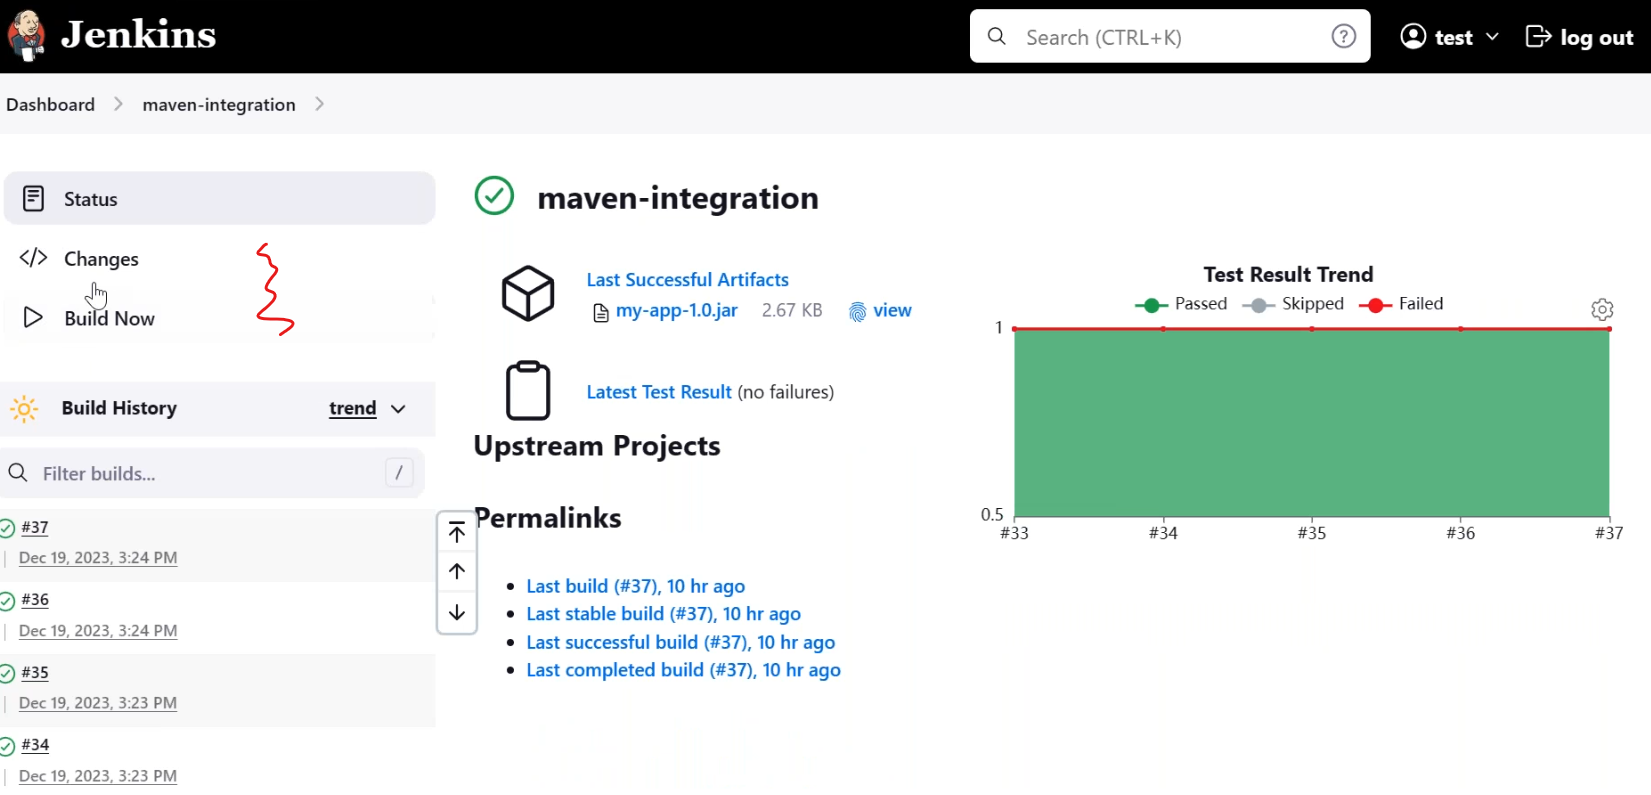 Jenkins
Search (CTRL+K)
?
test
log out
Dashboard
maven-integration
Status
Changes
Build Now
Build History
trend
Filter builds...
/
#37
Dec 19, 2023, 3:24 PM
#36
Dec 19, 2023, 3:24 PM
#35
Dec 19, 2023, 3:23 PM
#34
Dec 19, 2023, 3:23 PM
maven-integration
Last Successful Artifacts
my-app-1.0.jar 2.67 KB view
Latest Test Result (no failures)
Upstream Projects
Permalinks
Last build (#37), 10 hr ago
Last stable build (#37), 10 hr ago
Last successful build (#37), 10 hr ago
Last completed build (#37), 10 hr ago
Test Result Trend
Passed Skipped Failed
1
0.5
#33 #34 #35 #36 #37